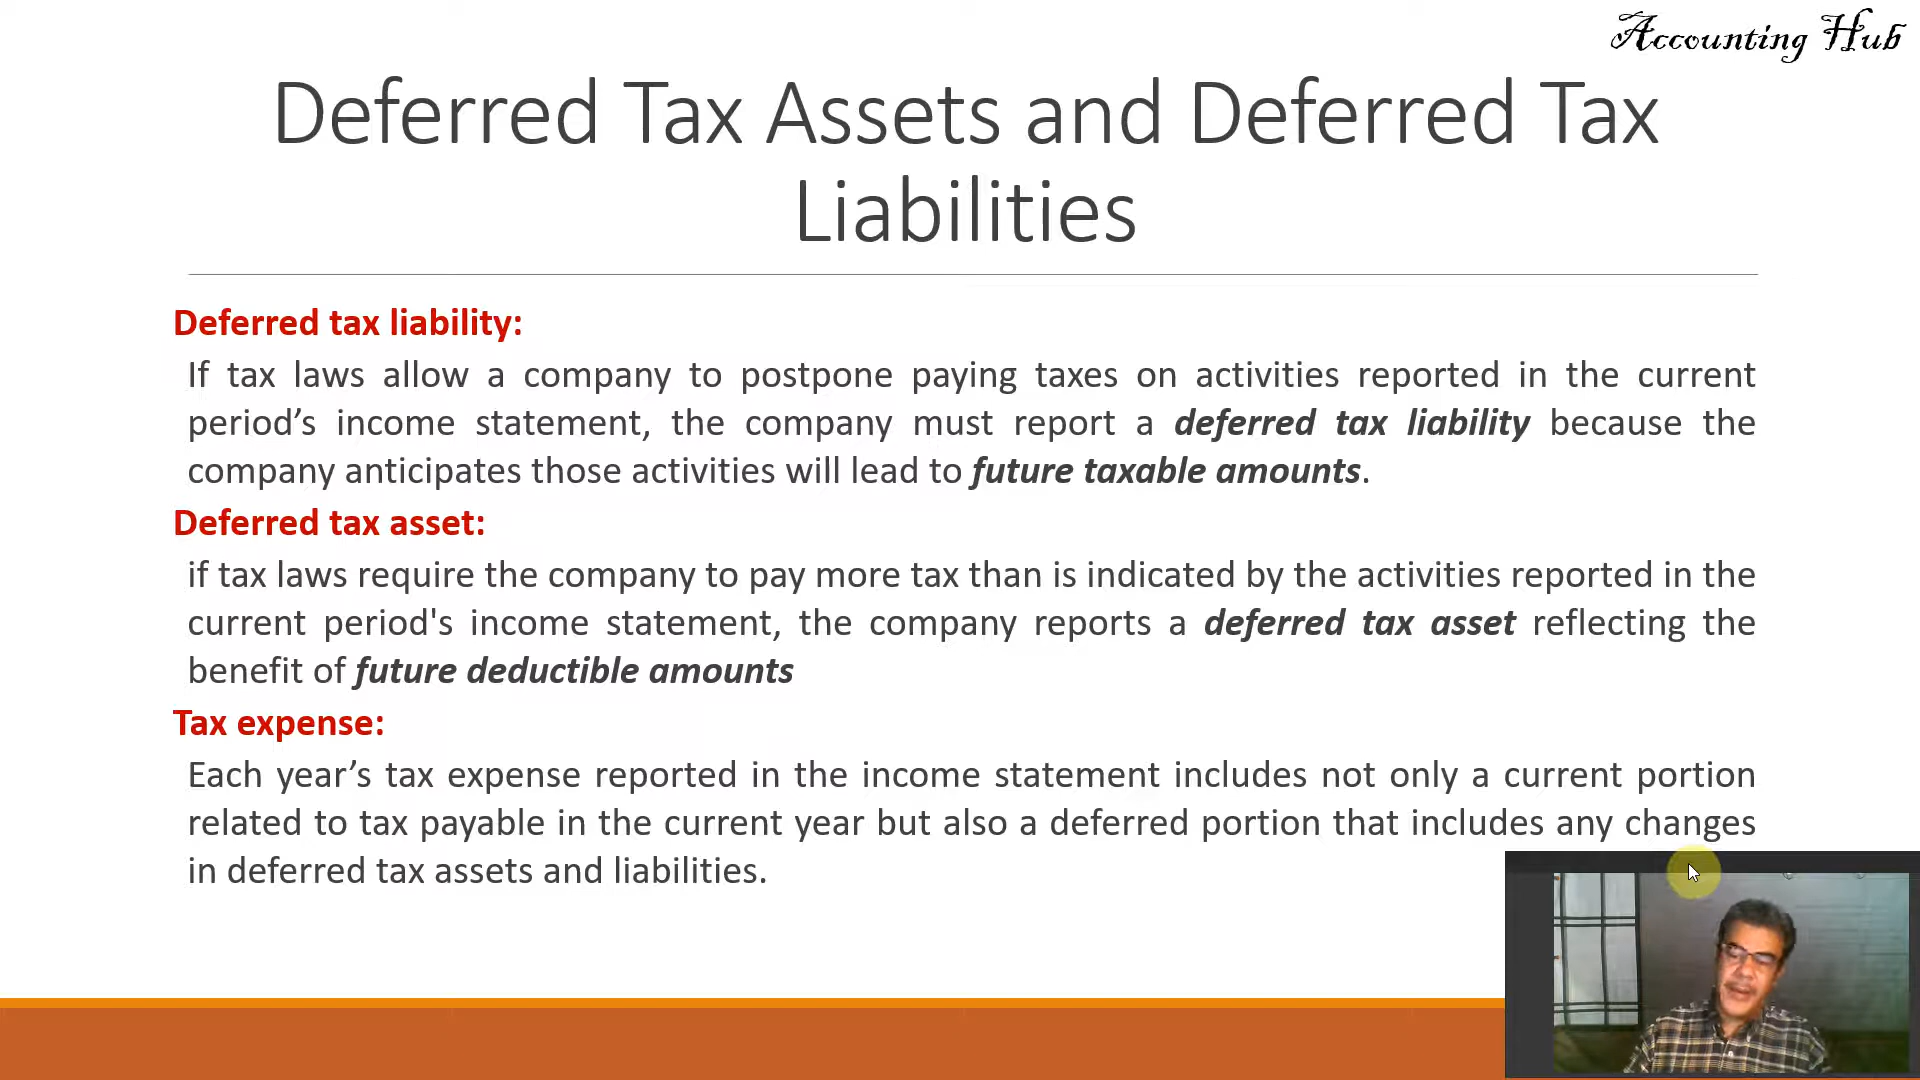 Accounting Hub
Deferred Tax Assets and Deferred Tax
Liabilities
Deferred tax liability:
If tax laws allow a company to postpone paying taxes on activities reported in the current
period’s income statement, the company must report a deferred tax liability because the
company anticipates those activities will lead to future taxable amounts.
Deferred tax asset:
if tax laws require the company to pay more tax than is indicated by the activities reported in the
current period's income statement, the company reports a deferred tax asset reflecting the
benefit of future deductible amounts
Tax expense:
Each year’s tax expense reported in the income statement includes not only a current portion
related to tax payable in the current year but also a deferred portion that includes any changes
in deferred tax assets and liabilities.